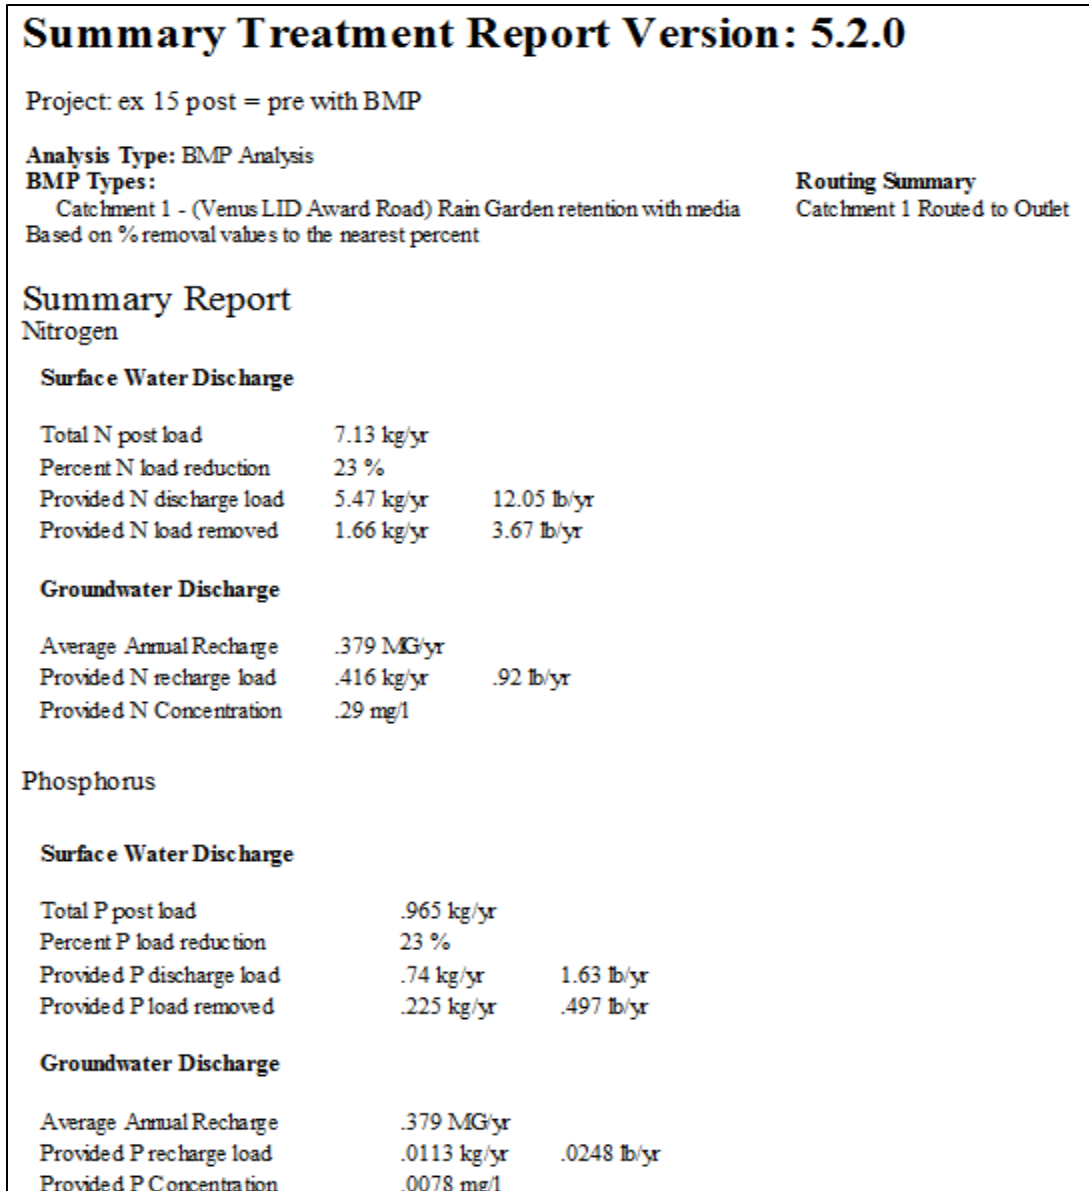 Summary Treatment Report Version: 5.2.0
Project: ex 15 post = pre with BMP
Analysis Type: BMP Analysis
BMP Types: Routing Summary
Catchment 1 - (Venus LID Award Road) Rain Garden retention with media Catchment 1 Routed to Outlet
Based on % removal values to the nearest percent
Summary Report
Nitrogen
Surface Water Discharge
Total N post load 7.13 kg/yr
Percent N load reduction 23 %
Provided N discharge load 5.47 kg/yr 12.05 lb/yr
Provided N load removed 1.66 kg/yr 3.67 lb/yr
Groundwater Discharge
Average Annual Recharge .379 MG/yr
Provided N recharge load .416 kg/yr .92 lb/yr
Provided N Concentration .29 mg/l
Phosphorus
Surface Water Discharge
Total P post load .965 kg/yr
Percent P load reduction 23 %
Provided P discharge load .74 kg/yr 1.63 lb/yr
Provided P load removed .225 kg/yr .497 lb/yr
Groundwater Discharge
Average Annual Recharge .379 MG/yr
Provided P recharge load .0113 kg/yr .0248 lb/yr
Provided P Concentration .0078 mg/l